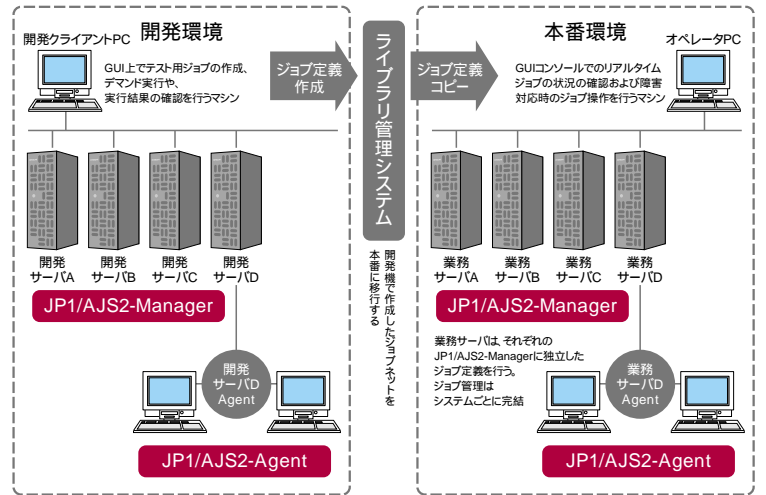 開発環境
開発クライアントPC
GUI上でテスト用ジョブの作成、
デマンド実行や、
実行結果の確認を行うマシン
ジョブ定義
作成
開発
サーバA
開発
サーバB
開発
サーバC
開発
サーバD
JP1/AJS2-Manager
開発
サーバD
Agent
JP1/AJS2-Agent
ライブラリ管理システム
開発機で作成したジョブネットを
本番に移行する
ジョブ定義
コピー
本番環境
オペレータPC
GUIコンソールでのリアルタイム
ジョブの状況の確認および障害
対応時のジョブ操作を行うマシン
業務
サーバA
業務
サーバB
業務
サーバC
業務
サーバD
JP1/AJS2-Manager
業務サーバは、それぞれの
JP1/AJS2-Managerに独立した
ジョブ定義を行う。
ジョブ管理は
システムごとに完結
業務
サーバD
Agent
JP1/AJS2-Agent